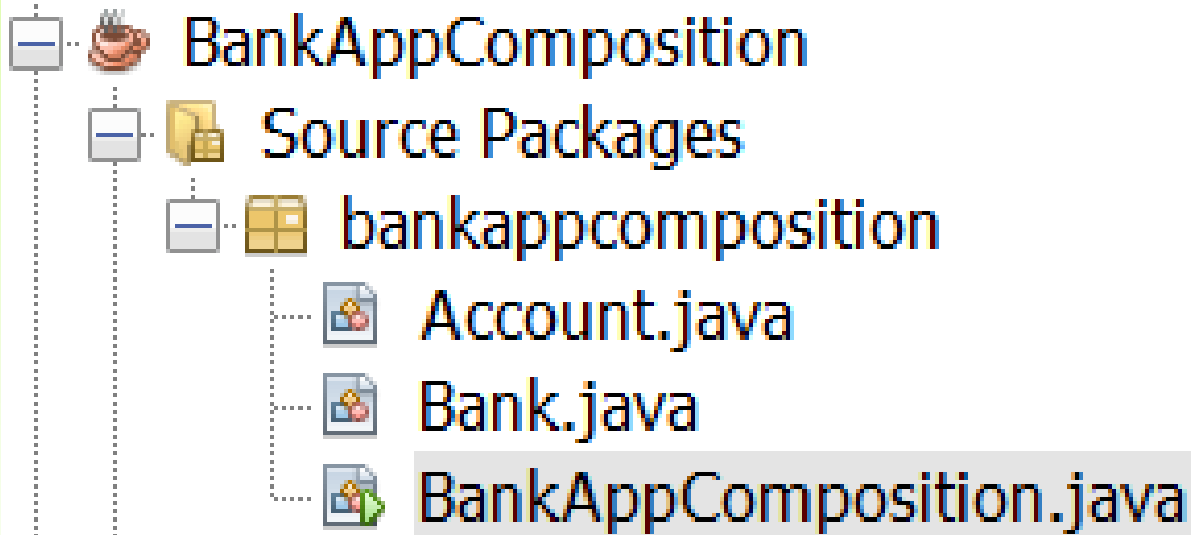 BankAppComposition
Source Packages
bankappcomposition
Account.java
Bank.java
BankAppComposition.java